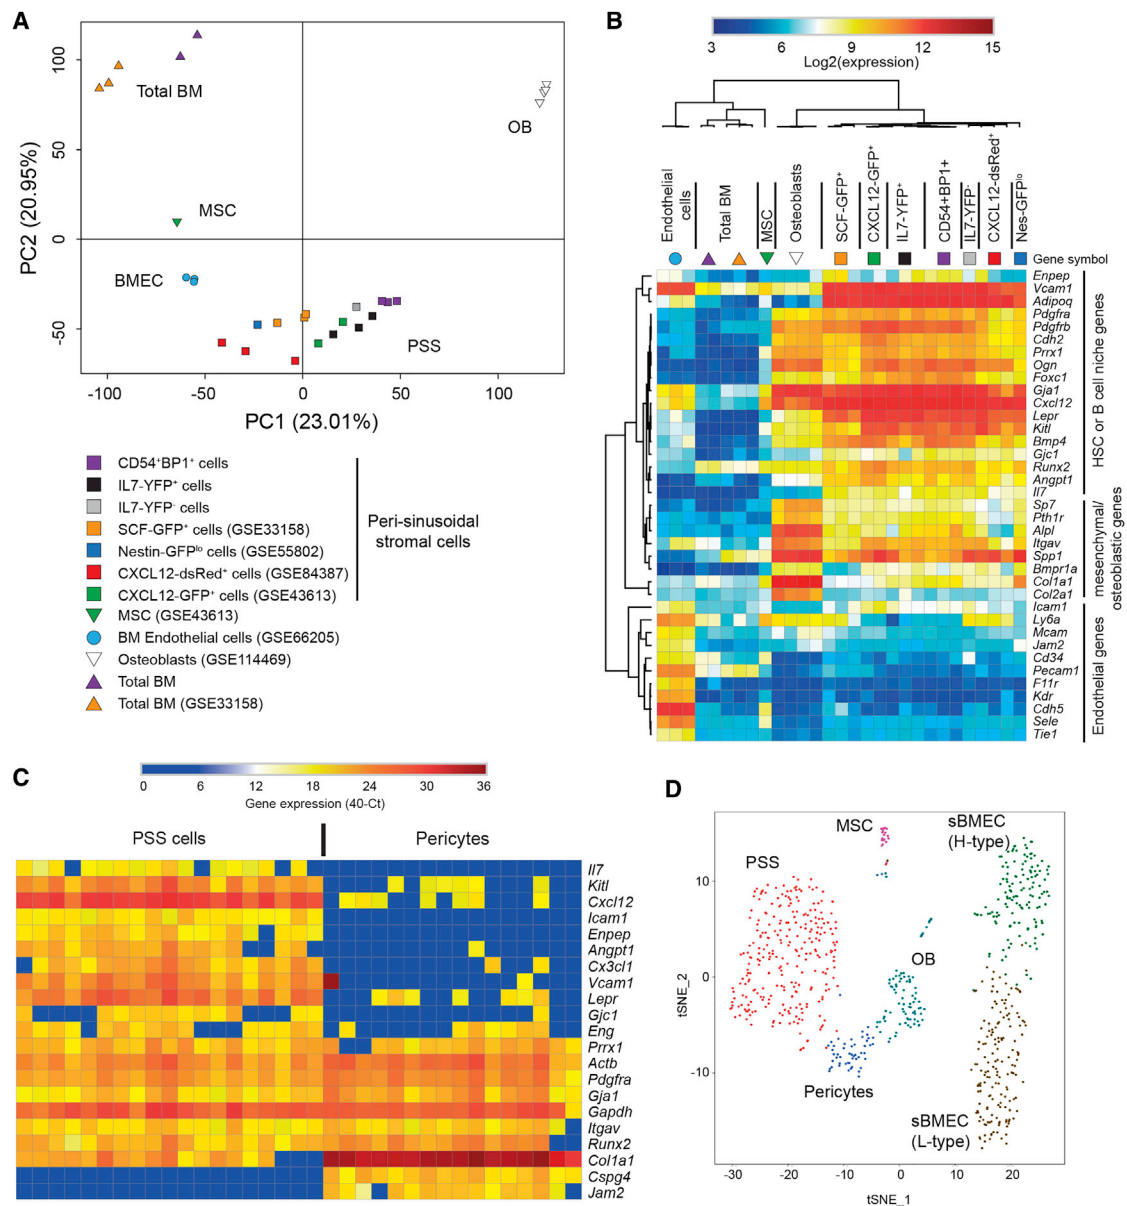 A
PC2 (20.95%)
100
50
0
50
-100
-50
0
50
100
PC1 (23.01%)
Total BM
OB
MSC
BMEC
PSS
CD54⁺BP1⁺ cells
IL7-YFP⁺ cells
IL7-YFP⁻ cells
SCF-GFP⁺ cells (GSE33158)
Nestin-GFPˡᵒ cells (GSE55802)
CXCL12-dsRed⁺ cells (GSE84387)
CXCL12-GFP⁺ cells (GSE43613)
Peri-sinusoidal
stromal cells
MSC (GSE43613)
BM Endothelial cells (GSE66205)
Osteoblasts (GSE114469)
Total BM
Total BM (GSE33158)
B
3 6 9 12 15
Log2(expression)
Endothelial
cells
Total BM
MSC
Osteoblasts
SCF-GFP⁺
CXCL12-GFP⁺
IL7-YFP⁺
CD54+BP1+
IL7-YFP⁻
CXCL12-dsRed⁺
Nes-GFPˡᵒ
Gene symbol
Enpep
Vcam1
Adipoq
Pdgfra
Pdgfrb
Cdh2
Prrx1
Ogn
Foxc1
Gja1
Cxcl12
Lepr
Kitl
Bmp4
Gjc1
Runx2
Angpt1
Il7
Sp7
Pth1r
Alpl
Itgav
Spp1
Bmpr1a
Col1a1
Col2a1
Icam1
Ly6a
Mcam
Jam2
Cd34
Pecam1
F11r
Kdr
Cdh5
Sele
Tie1
HSC or B cell niche genes
mesenchymal/
osteoblastic genes
Endothelial genes
C
0 6 12 18 24 30 36
Gene expression (40-Ct)
PSS cells
Pericytes
Il7
Kitl
Cxcl12
Icam1
Enpep
Angpt1
Cx3cl1
Vcam1
Lepr
Gjc1
Eng
Prrx1
Actb
Pdgfra
Gja1
Gapdh
Itgav
Runx2
Col1a1
Cspg4
Jam2
D
MSC
sBMEC
(H-type)
PSS
OB
Pericytes
sBMEC
(L-type)
tSNE_2
10
0
-10
-30 -20 -10 0 10 20
tSNE_1